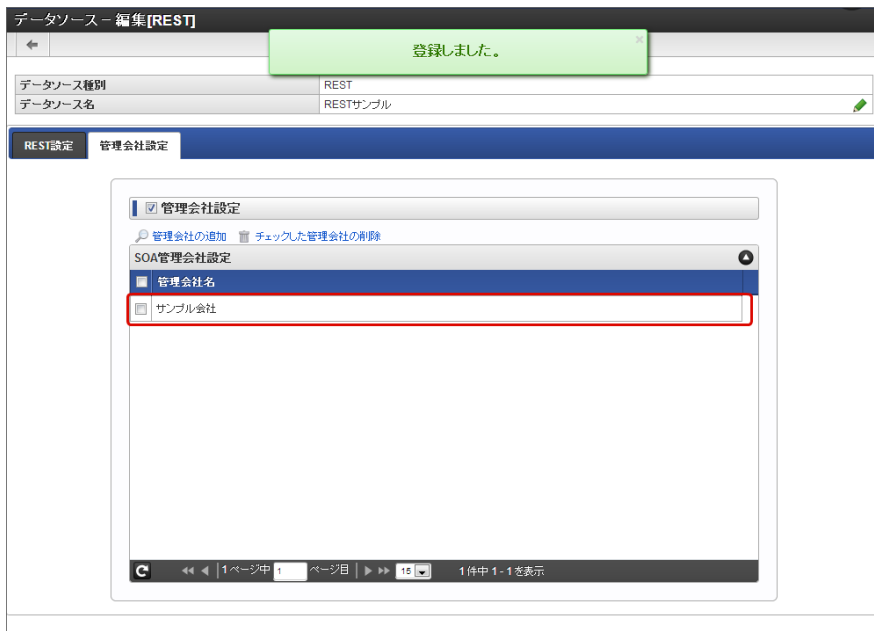 データソース − 編集[REST]
登録しました。
データソース種別 REST
データソース名 RESTサンプル
REST設定 管理会社設定
管理会社設定
管理会社の追加 チェックした管理会社の削除
SOA管理会社設定
管理会社名
サンプル会社
1ページ中 1 ページ目 15 1件中 1 - 1 を表示